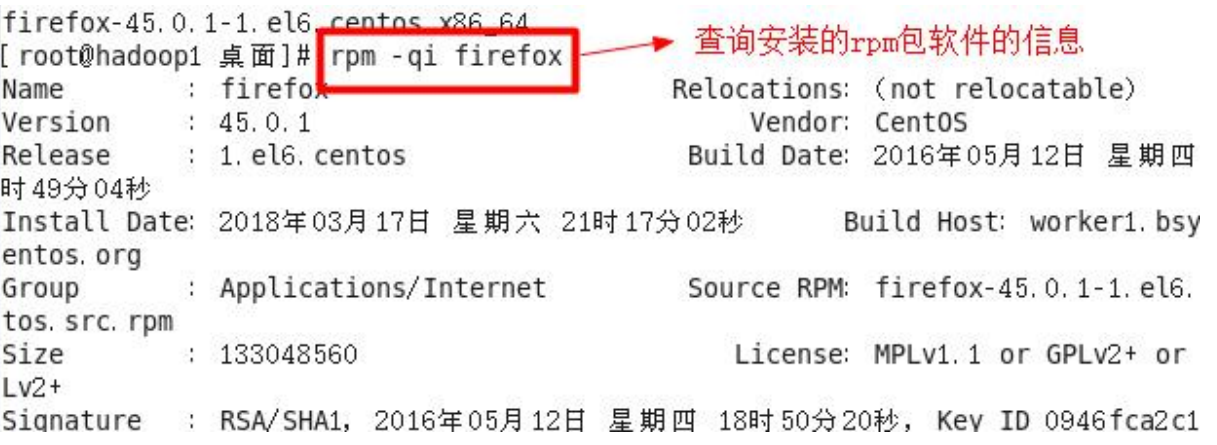 firefox-45.0.1-1.el6.centos.x86_64
[root@hadoop1 桌面]# rpm -qi firefox
查询安装的rpm包软件的信息
Name : firefox Relocations: (not relocatable)
Version : 45.0.1 Vendor: CentOS
Release : 1.el6.centos Build Date: 2016年05月12日 星期四
时49分04秒
Install Date: 2018年03月17日 星期六 21时17分02秒 Build Host: worker1.bsy
entos.org
Group : Applications/Internet Source RPM: firefox-45.0.1-1.el6.
tos.src.rpm
Size : 133048560 License: MPLv1.1 or GPLv2+ or
Lv2+
Signature : RSA/SHA1, 2016年05月12日 星期四 18时50分20秒, Key ID 0946fca2c1